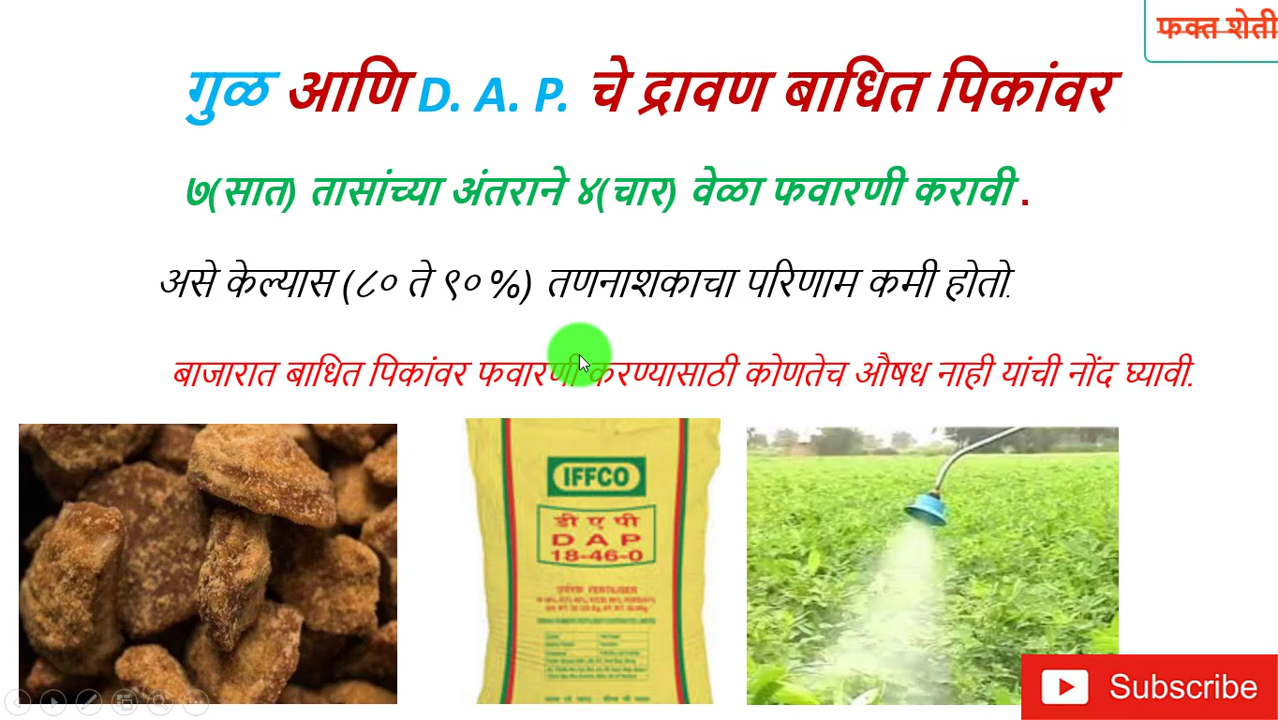 फक्त शेती
गुळ आणि D. A. P. चे द्रावण बाधित पिकांवर
७(सात) तासांच्या अंतराने ४(चार) वेळा फवारणी करावी .
असे केल्यास (८० ते ९० %) तणनाशकाचा परिणाम कमी होतो.
बाजारात बाधित पिकांवर फवारणी करण्यासाठी कोणतेच औषध नाही यांची नोंद घ्यावी.
IFFCO
डी ए पी
DAP
18-46-0
Subscribe